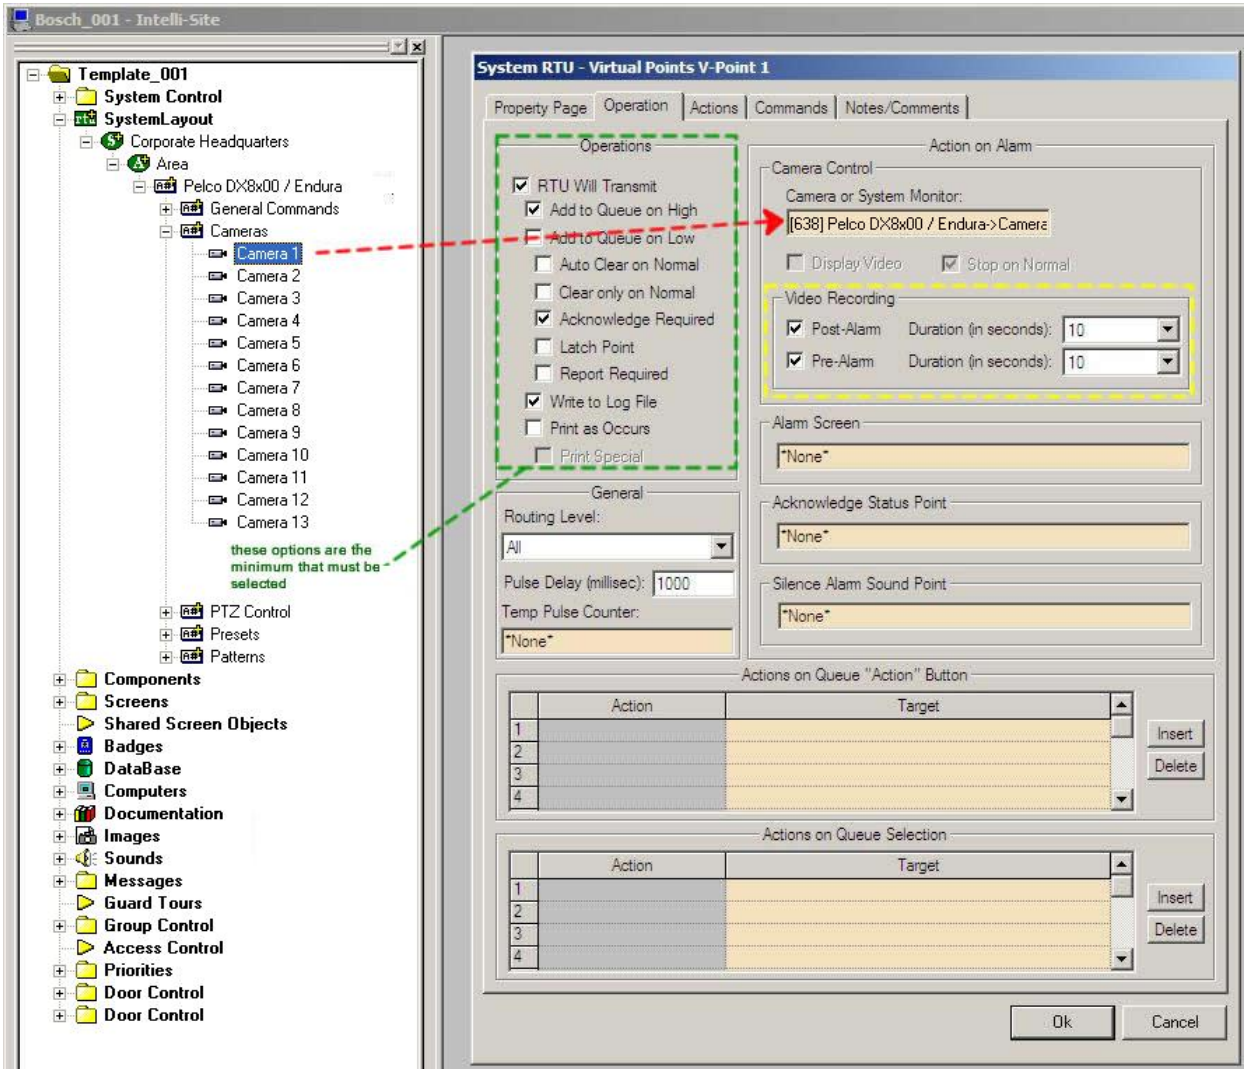 Bosch_001 - Intelli-Site
Template_001
System Control
SystemLayout
Corporate Headquarters
Area
Pelco DX8x00 / Endura
General Commands
Cameras
Camera 1
Camera 2
Camera 3
Camera 4
Camera 5
Camera 6
Camera 7
Camera 8
Camera 9
Camera 10
Camera 11
Camera 12
Camera 13
these options are the
minimum that must be
selected
PTZ Control
Presets
Patterns
Components
Screens
Shared Screen Objects
Badges
DataBase
Computers
Documentation
Images
Sounds
Messages
Guard Tours
Group Control
Access Control
Priorities
Door Control
Door Control
System RTU - Virtual Points V-Point 1
Property Page Operation Actions Commands Notes/Comments
Operations
RTU Will Transmit
Add to Queue on High
Add to Queue on Low
Auto Clear on Normal
Clear only on Normal
Acknowledge Required
Latch Point
Report Required
Write to Log File
Print as Occurs
Print Special
General
Routing Level:
All
Pulse Delay (millisec): 1000
Temp Pulse Counter:
*None*
Action on Alarm
Camera Control
Camera or System Monitor:
[638] Pelco DX8x00 / Endura->Camera
Display Video Stop on Normal
Video Recording
Post-Alarm Duration (in seconds): 10
Pre-Alarm Duration (in seconds): 10
Alarm Screen
*None*
Acknowledge Status Point
*None*
Silence Alarm Sound Point
*None*
Actions on Queue "Action" Button
Action Target
1
2
3
4
Insert
Delete
Actions on Queue Selection
Action Target
1
2
3
4
Insert
Delete
Ok Cancel